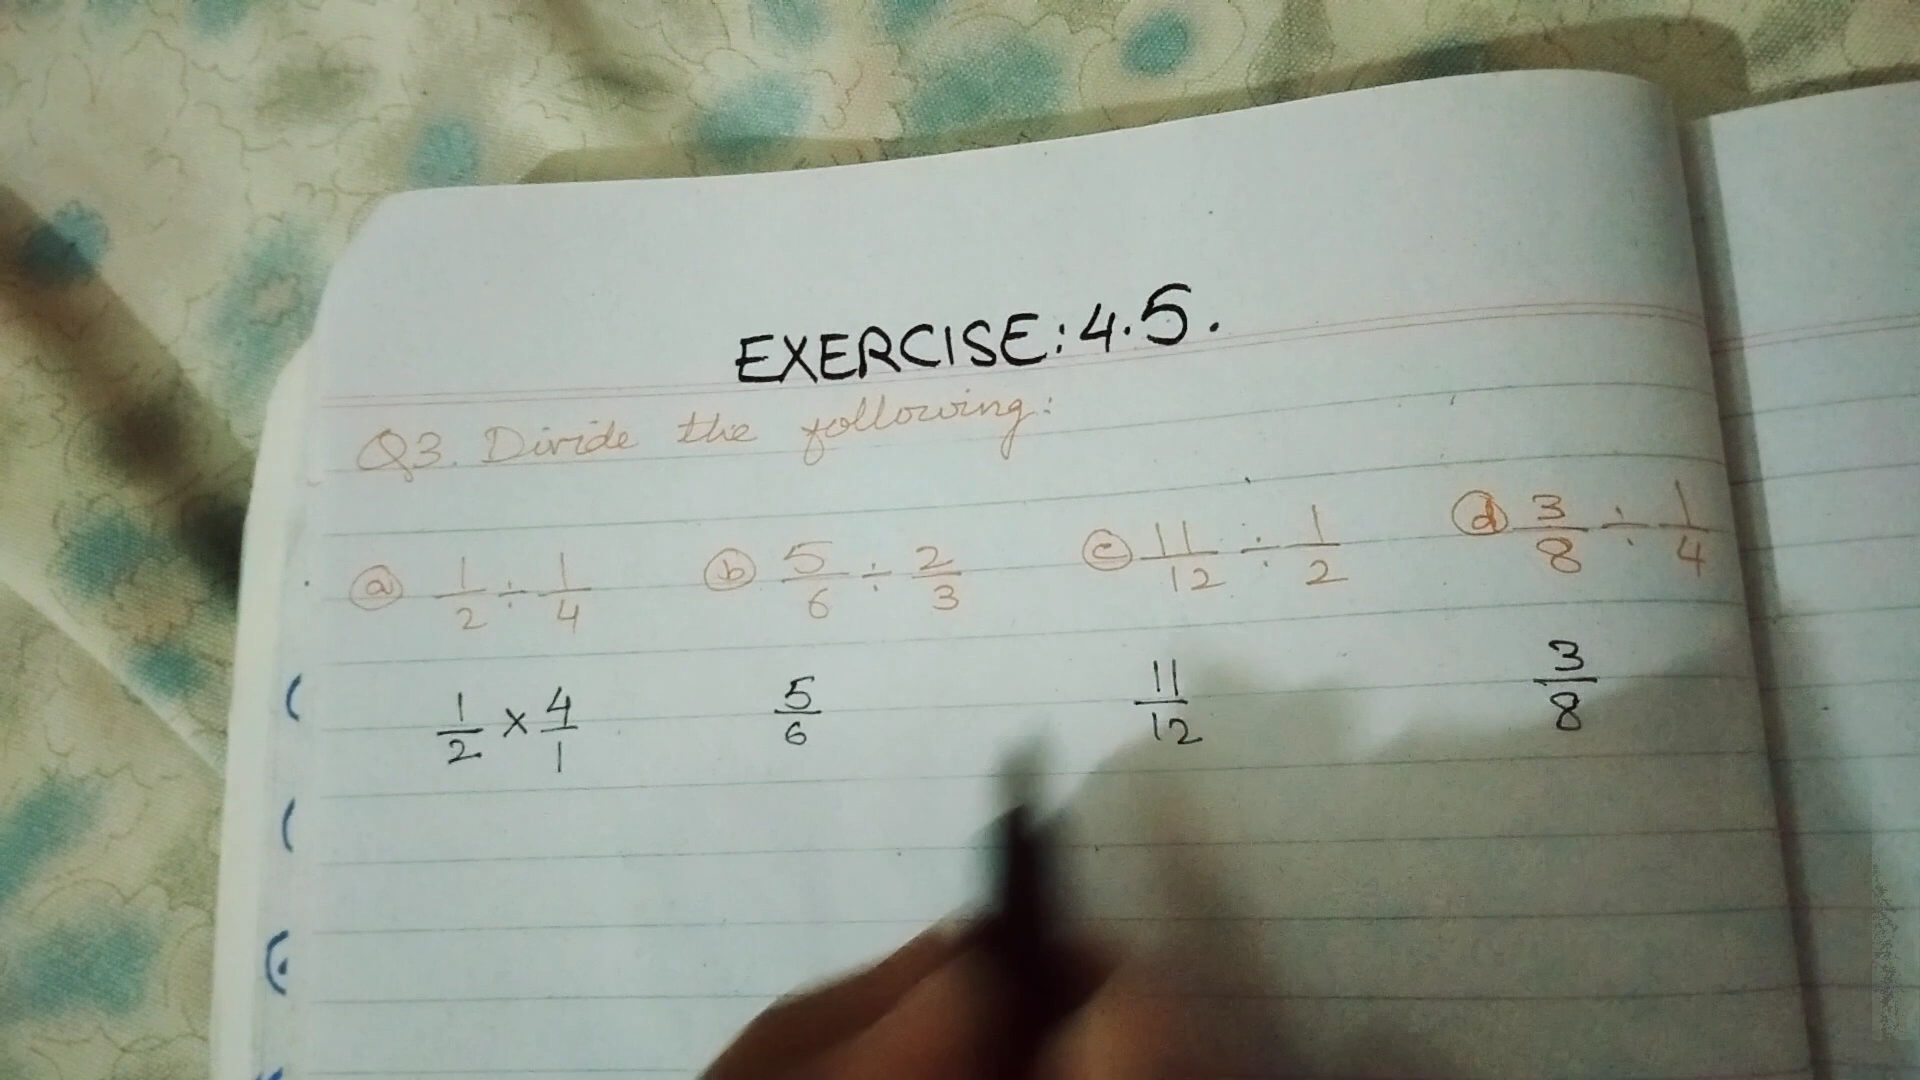 EXERCISE: 4.5.
Q3. Divide the following:
(a) 1/2 ÷ 1/4 (b) 5/6 ÷ 2/3 (c) 11/12 ÷ 1/2 (d) 3/8 ÷ 1/4
1/2 × 4/1 5/6 11/12 3/8